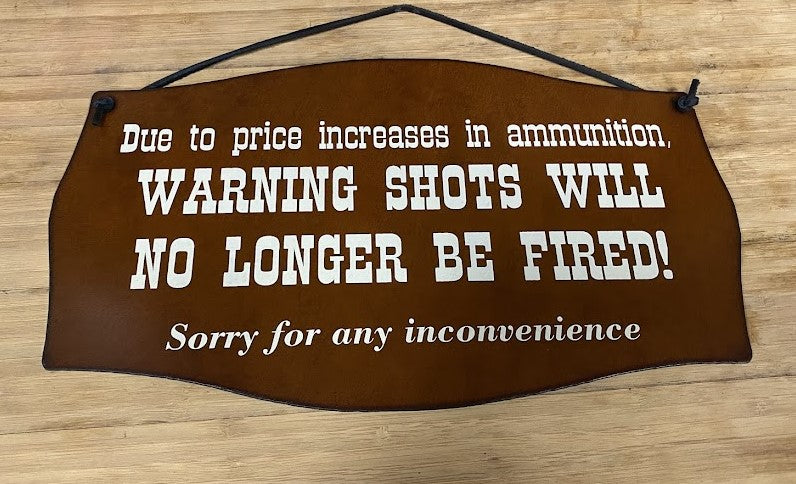 Due to price increases in ammunition,
WARNING SHOTS WILL
NO LONGER BE FIRED!
Sorry for any inconvenience